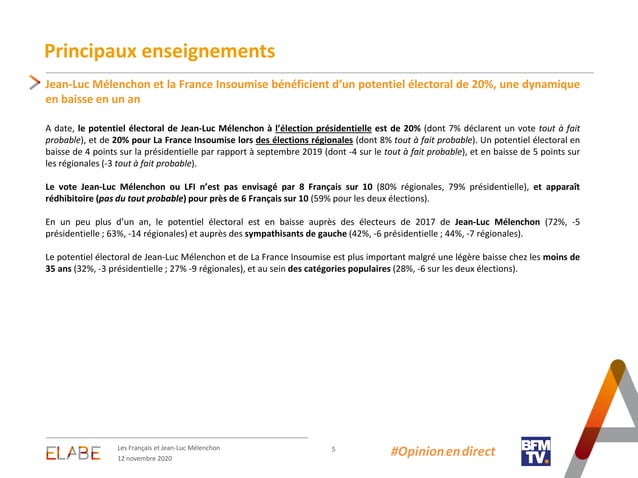 Principaux enseignements
Jean-Luc Mélenchon et la France Insoumise bénéficient d’un potentiel électoral de 20%, une dynamique
en baisse en un an
A date, le potentiel électoral de Jean-Luc Mélenchon à l’élection présidentielle est de 20% (dont 7% déclarent un vote tout à fait
probable), et de 20% pour La France Insoumise lors des élections régionales (dont 8% tout à fait probable). Un potentiel électoral en
baisse de 4 points sur la présidentielle par rapport à septembre 2019 (dont -4 sur le tout à fait probable), et en baisse de 5 points sur
les régionales (-3 tout à fait probable).
Le vote Jean-Luc Mélenchon ou LFI n’est pas envisagé par 8 Français sur 10 (80% régionales, 79% présidentielle), et apparaît
rédhibitoire (pas du tout probable) pour près de 6 Français sur 10 (59% pour les deux élections).
En un peu plus d’un an, le potentiel électoral est en baisse auprès des électeurs de 2017 de Jean-Luc Mélenchon (72%, -5
présidentielle ; 63%, -14 régionales) et auprès des sympathisants de gauche (42%, -6 présidentielle ; 44%, -7 régionales).
Le potentiel électoral de Jean-Luc Mélenchon et de La France Insoumise est plus important malgré une légère baisse chez les moins de
35 ans (32%, -3 présidentielle ; 27% -9 régionales), et au sein des catégories populaires (28%, -6 sur les deux élections).
ELABE
Les Français et Jean-Luc Mélenchon
12 novembre 2020
5
#Opinionendirect
BFM
TV.